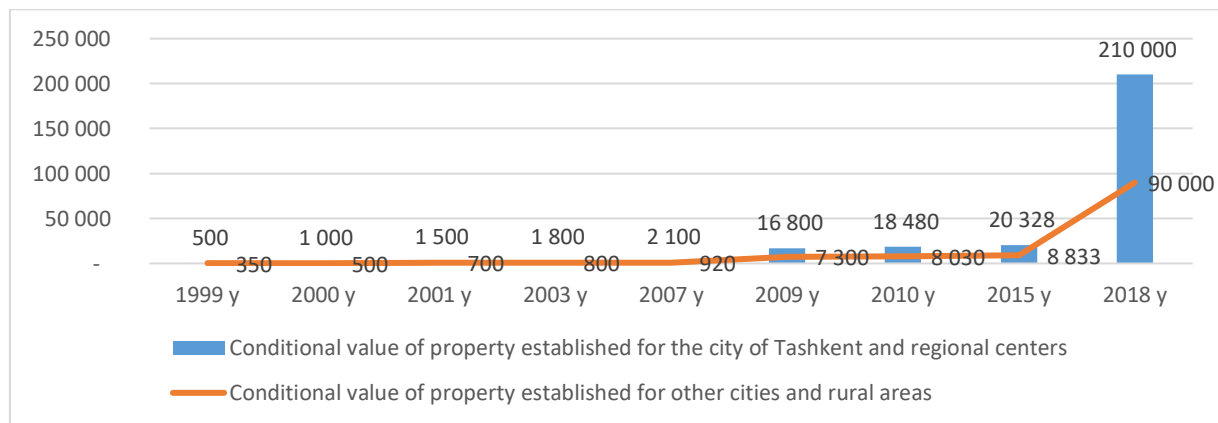 250 000
200 000
150 000
100 000
50 000
-
210 000
90 000
500 1 000 1 500 1 800 2 100 16 800 18 480 20 328
350 500 700 800 920 7 300 8 030 8 833
1999 y 2000 y 2001 y 2003 y 2007 y 2009 y 2010 y 2015 y 2018 y
Conditional value of property established for the city of Tashkent and regional centers
Conditional value of property established for other cities and rural areas